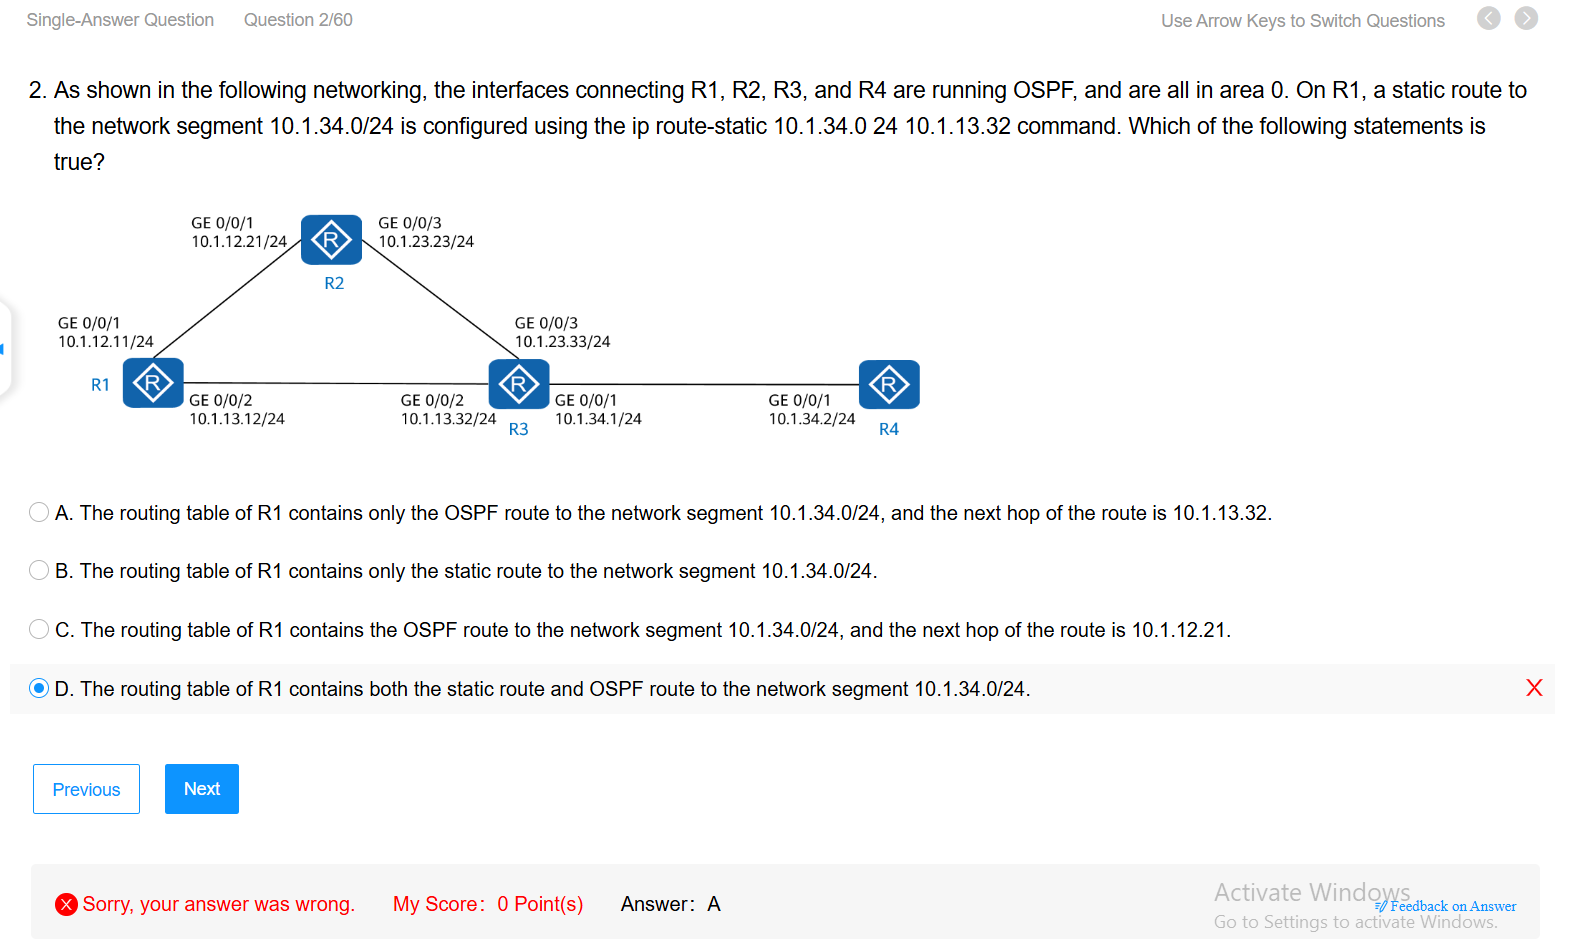 Single-Answer Question Question 2/60 Use Arrow Keys to Switch Questions
2. As shown in the following networking, the interfaces connecting R1, R2, R3, and R4 are running OSPF, and are all in area 0. On R1, a static route to
the network segment 10.1.34.0/24 is configured using the ip route-static 10.1.34.0 24 10.1.13.32 command. Which of the following statements is
true?
GE 0/0/1
10.1.12.21/24
R
GE 0/0/3
10.1.23.23/24
R2
GE 0/0/1
10.1.12.11/24
GE 0/0/3
10.1.23.33/24
R1
R
R
R
GE 0/0/2
10.1.13.12/24
GE 0/0/2
10.1.13.32/24
R3
GE 0/0/1
10.1.34.1/24
GE 0/0/1
10.1.34.2/24
R4
A. The routing table of R1 contains only the OSPF route to the network segment 10.1.34.0/24, and the next hop of the route is 10.1.13.32.
B. The routing table of R1 contains only the static route to the network segment 10.1.34.0/24.
C. The routing table of R1 contains the OSPF route to the network segment 10.1.34.0/24, and the next hop of the route is 10.1.12.21.
D. The routing table of R1 contains both the static route and OSPF route to the network segment 10.1.34.0/24.
Previous Next
Sorry, your answer was wrong. My Score: 0 Point(s) Answer: A
Activate Windows
Feedback on Answer
Go to Settings to activate Windows.